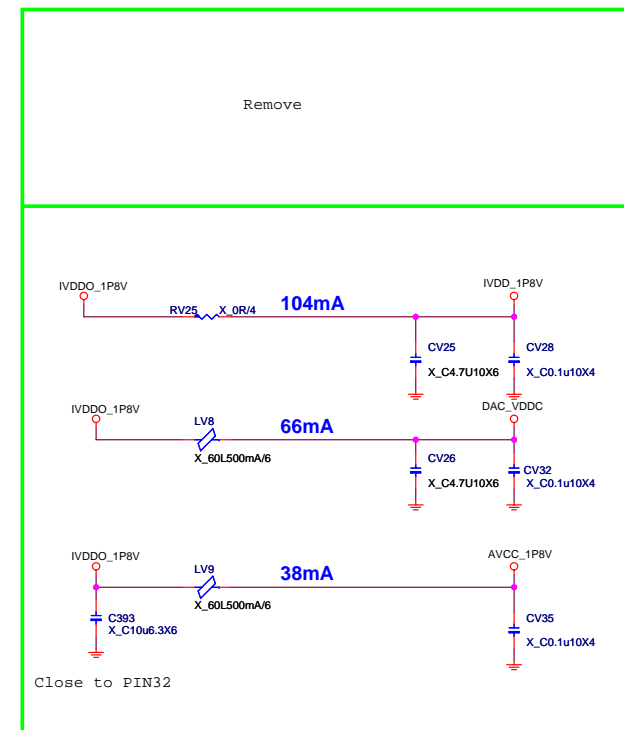 Remove
IVDDO_1P8V
IVDD_1P8V
RV25 X_0R/4
104mA
CV25
X_C4.7U10X6
CV28
X_C0.1u10X4
IVDDO_1P8V
DAC_VDDC
LV8
X_60L500mA/6
66mA
CV26
X_C4.7U10X6
CV32
X_C0.1u10X4
IVDDO_1P8V
AVCC_1P8V
LV9
X_60L500mA/6
38mA
C393
X_C10u6.3X6
CV35
X_C0.1u10X4
Close to PIN32